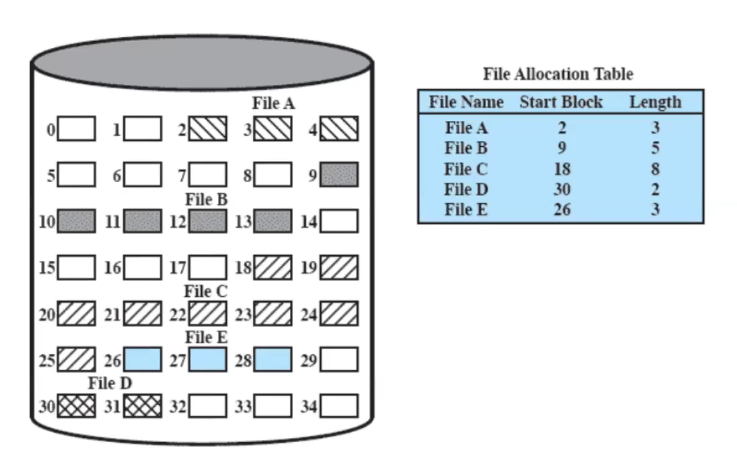 File Allocation Table
File Name Start Block Length
File A 2 3
File B 9 5
File C 18 8
File D 30 2
File E 26 3
File A
0 1 2 3 4
5 6 7 8 9
File B
10 11 12 13 14
15 16 17 18 19
File C
20 21 22 23 24
File E
25 26 27 28 29
File D
30 31 32 33 34